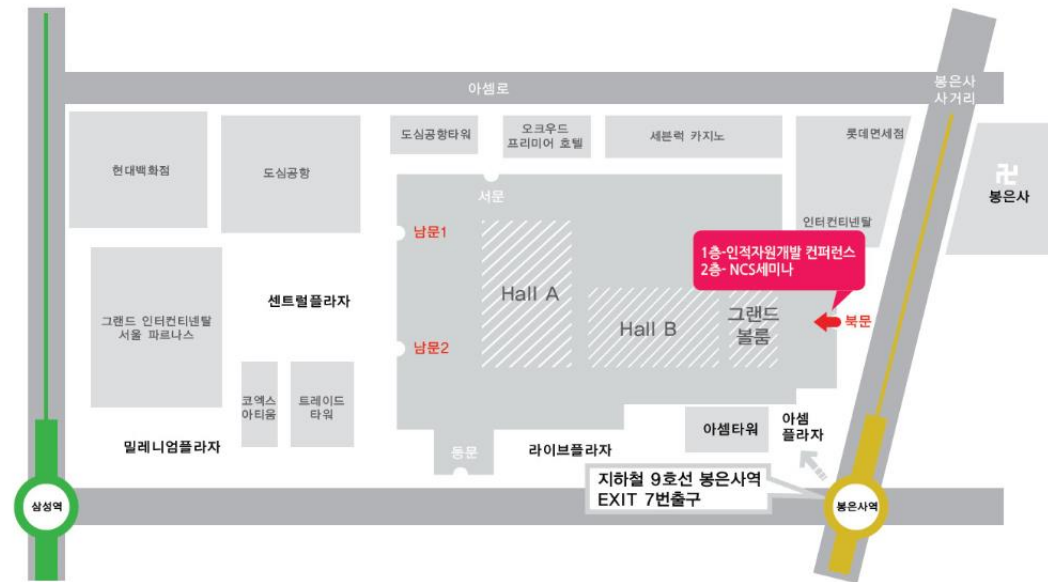 아셈로
봉은사
사거리
현대백화점
도심공항
도심공항타워
오크우드
프리미어 호텔
세븐럭 카지노
롯데면세점
卍
봉은사
서문
인터컨티넨탈
남문1
1층-인적자원개발 컨퍼런스
2층- NCS세미나
센트럴플라자
Hall A
Hall B
그랜드
볼룸
북문
그랜드 인터컨티넨탈
서울 파르나스
남문2
코엑스
아티움
트레이드
타워
밀레니엄플라자
동문
라이브플라자
아셈타워
아셈
플라자
지하철 9호선 봉은사역
EXIT 7번출구
삼성역
봉은사역